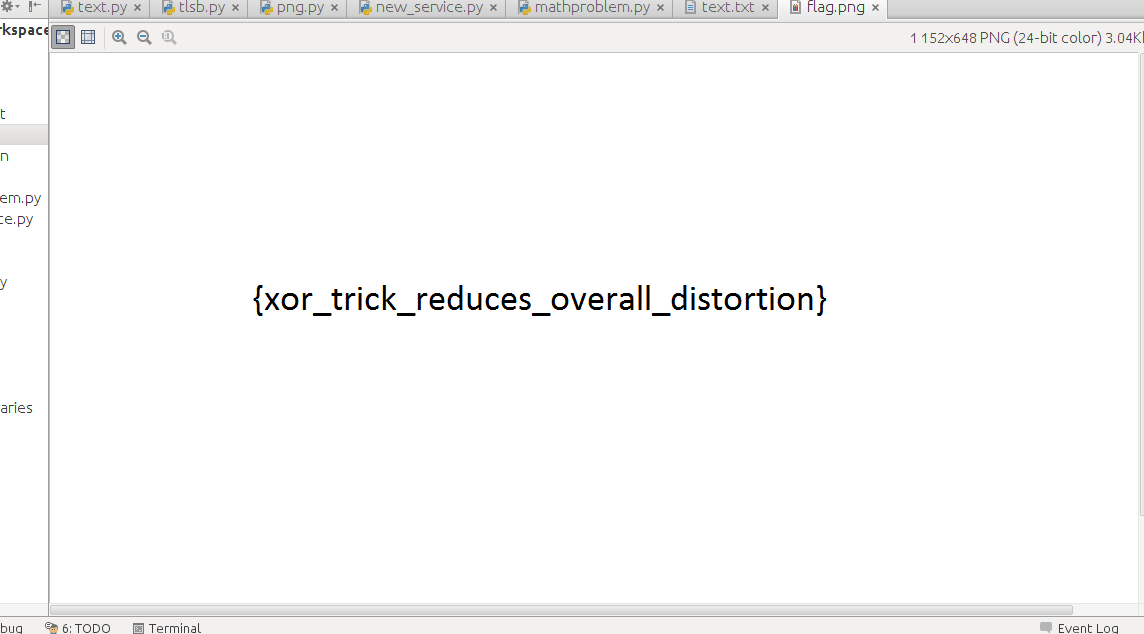 text.py
tlsb.py
png.py
new_service.py
mathproblem.py
text.txt
flag.png
rkspace
1 152x648 PNG (24-bit color) 3.04K
t
n
em.py
ce.py
y
{xor_trick_reduces_overall_distortion}
aries
bug
6: TODO
Terminal
Event Log